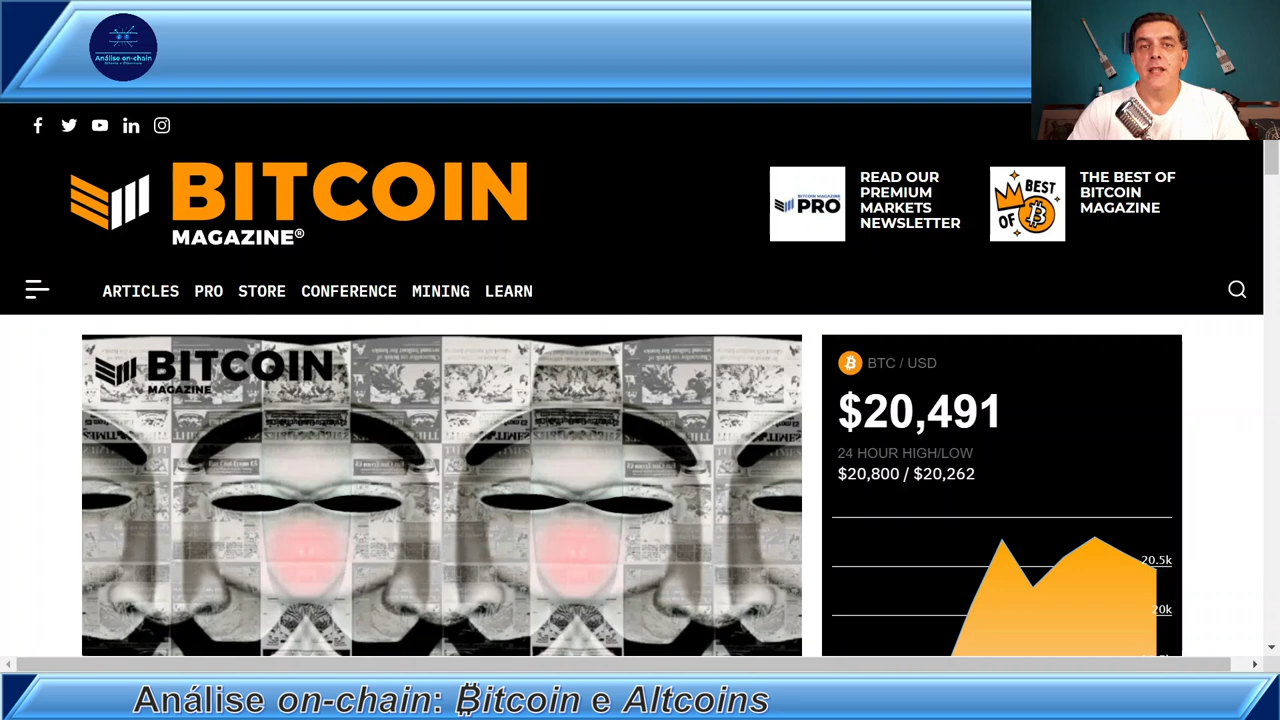 Análise on-chain
BITCOIN
MAGAZINE®
BITCOIN MAGAZINE
PRO
READ OUR
PREMIUM
MARKETS
NEWSLETTER
BEST
OF
THE BEST OF
BITCOIN
MAGAZINE
ARTICLES PRO STORE CONFERENCE MINING LEARN
BITCOIN
MAGAZINE
BTC / USD
$20,491
24 HOUR HIGH/LOW
$20,800 / $20,262
20.5k
20k
Análise on-chain: ₿itcoin e Altcoins